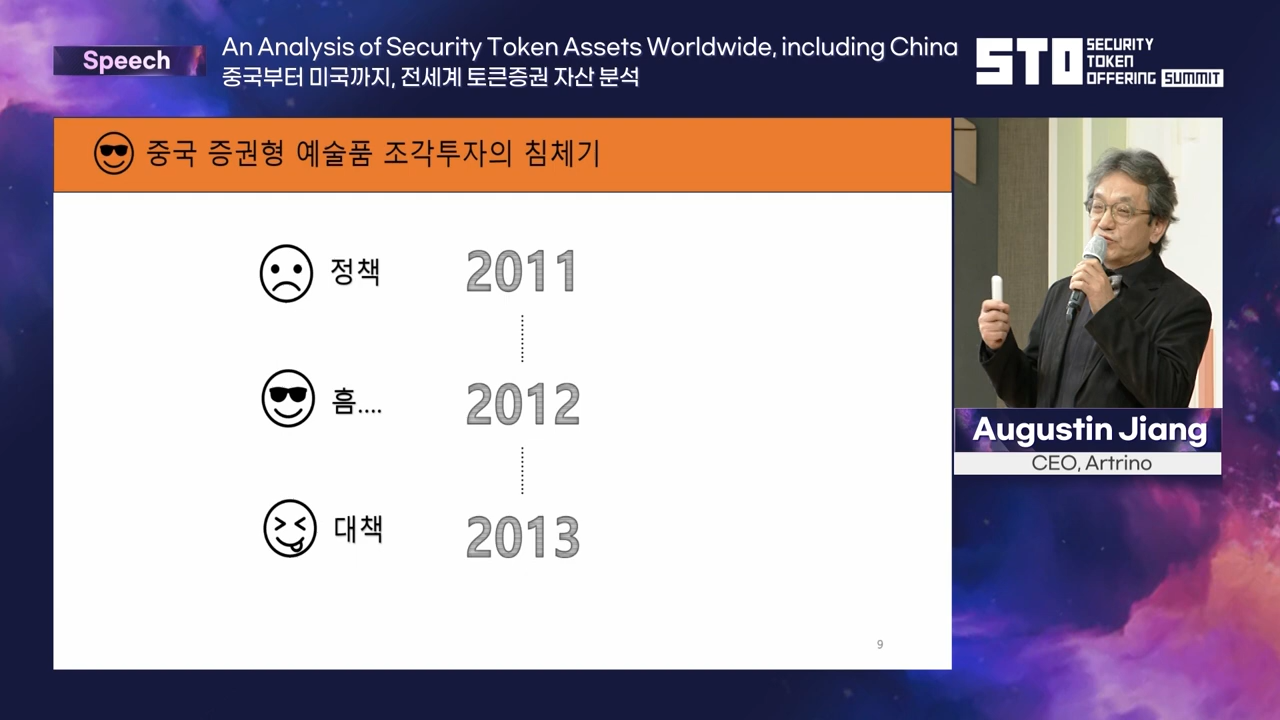 Speech
An Analysis of Security Token Assets Worldwide, including China
중국부터 미국까지, 전세계 토큰증권 자산 분석
STO
SECURITY
TOKEN
OFFERING SUMMIT
중국 증권형 예술품 조각투자의 침체기
정책 2011
흠.... 2012
대책 2013
9
Augustin Jiang
CEO, Artrino